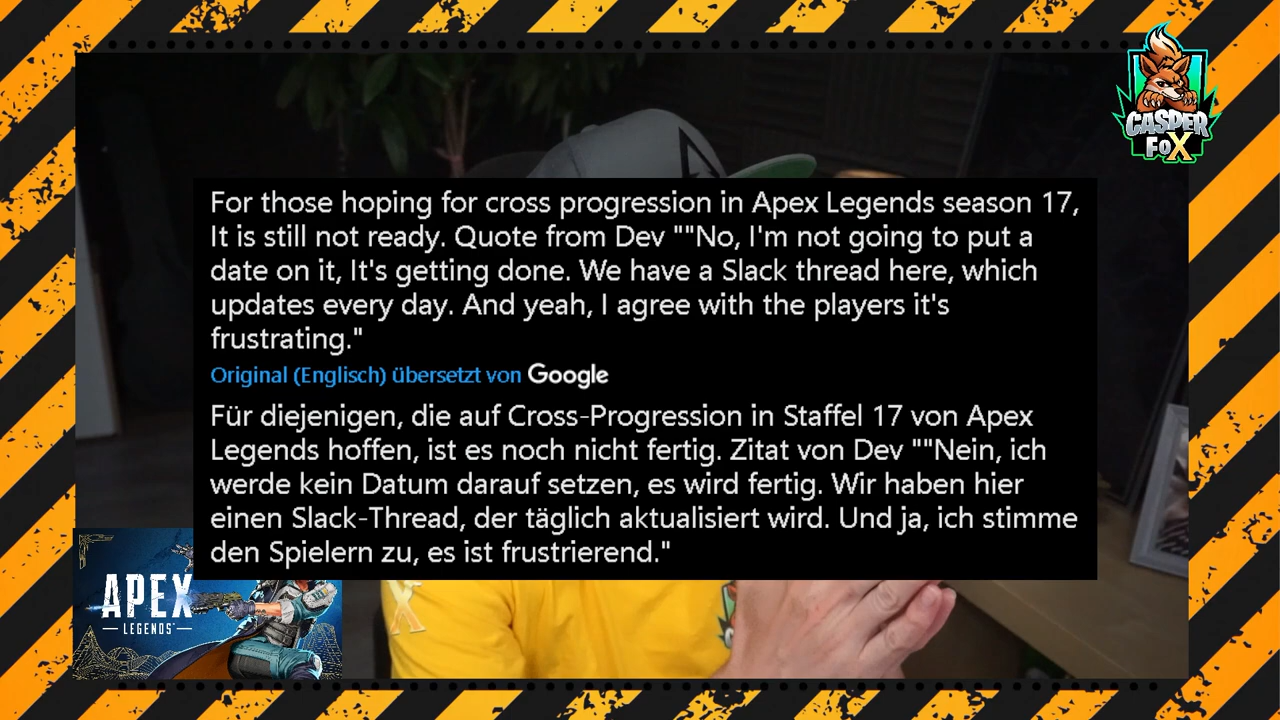 CASPER
FOX
For those hoping for cross progression in Apex Legends season 17,
It is still not ready. Quote from Dev ""No, I'm not going to put a
date on it, It's getting done. We have a Slack thread here, which
updates every day. And yeah, I agree with the players it's
frustrating."
Original (Englisch) übersetzt von Google
Für diejenigen, die auf Cross-Progression in Staffel 17 von Apex
Legends hoffen, ist es noch nicht fertig. Zitat von Dev ""Nein, ich
werde kein Datum darauf setzen, es wird fertig. Wir haben hier
einen Slack-Thread, der täglich aktualisiert wird. Und ja, ich stimme
den Spielern zu, es ist frustrierend."
APEX
LEGENDS
X